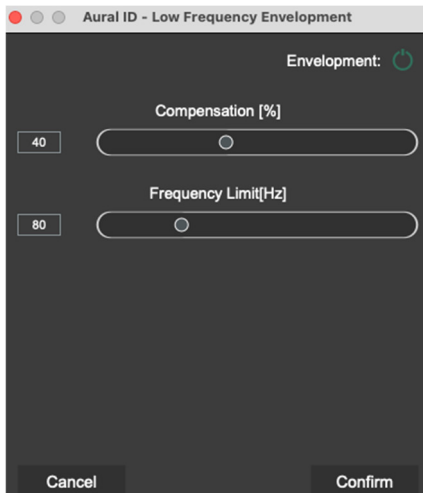 Aural ID - Low Frequency Envelopment
Envelopment:
Compensation [%]
40
Frequency Limit[Hz]
80
Cancel
Confirm